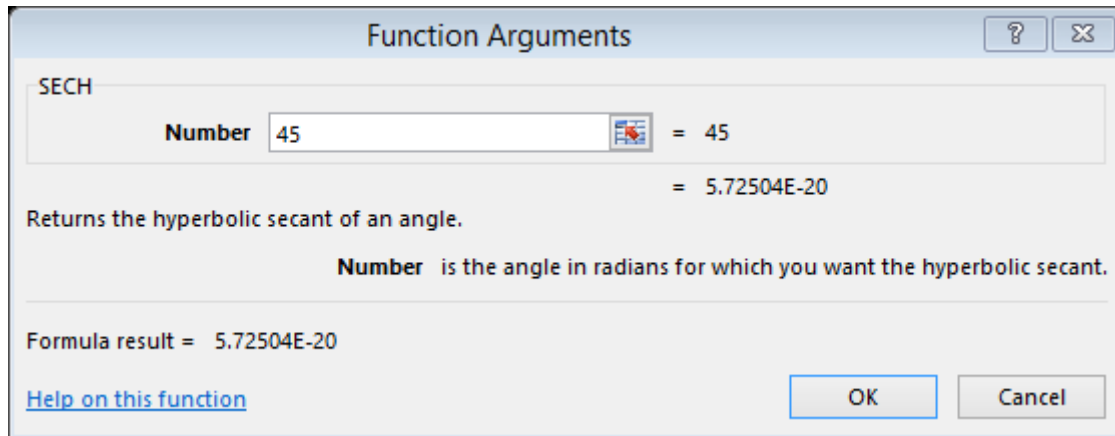 Function Arguments
SECH
Number 45 = 45
= 5.72504E-20
Returns the hyperbolic secant of an angle.
Number is the angle in radians for which you want the hyperbolic secant.
Formula result = 5.72504E-20
Help on this function OK Cancel